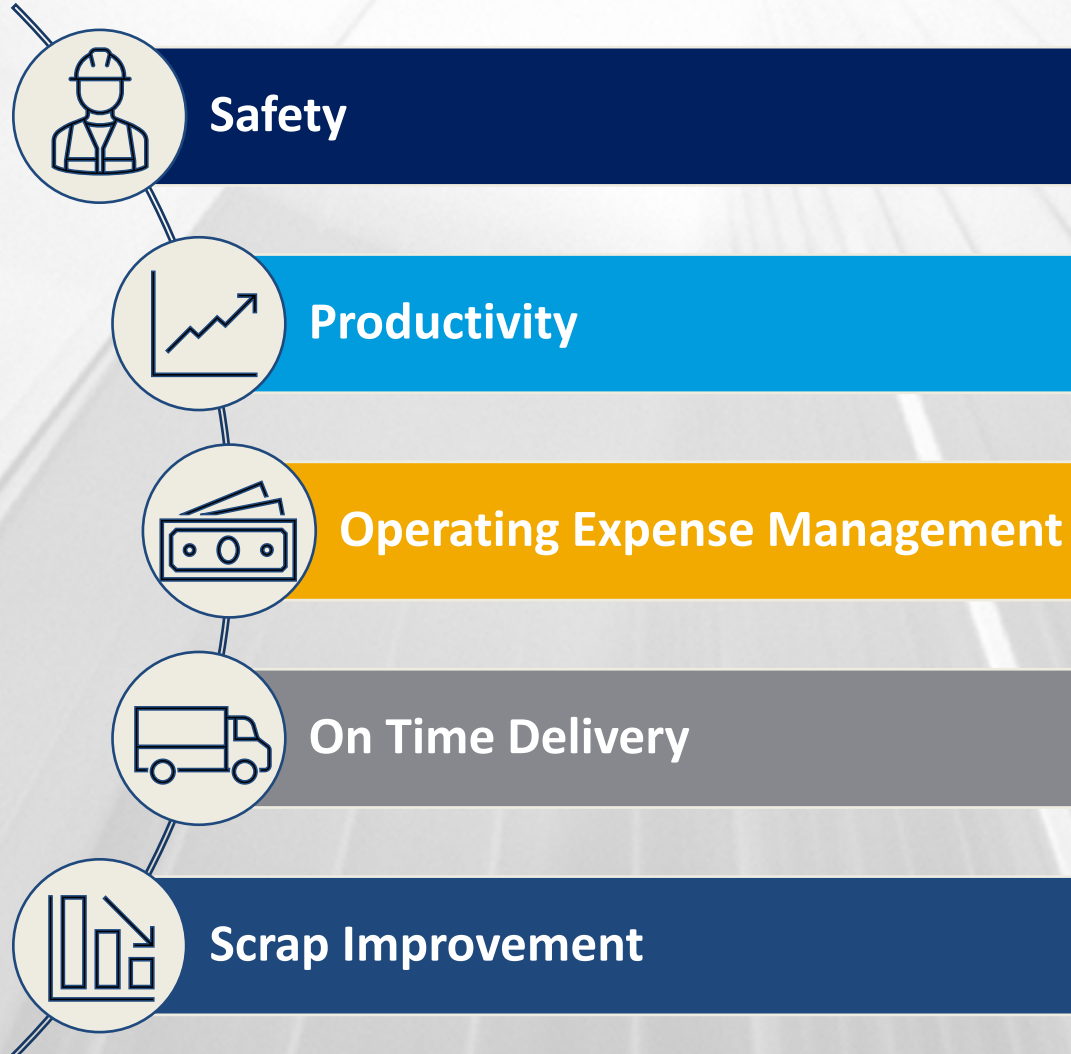 Safety
Productivity
Operating Expense Management
On Time Delivery
Scrap Improvement